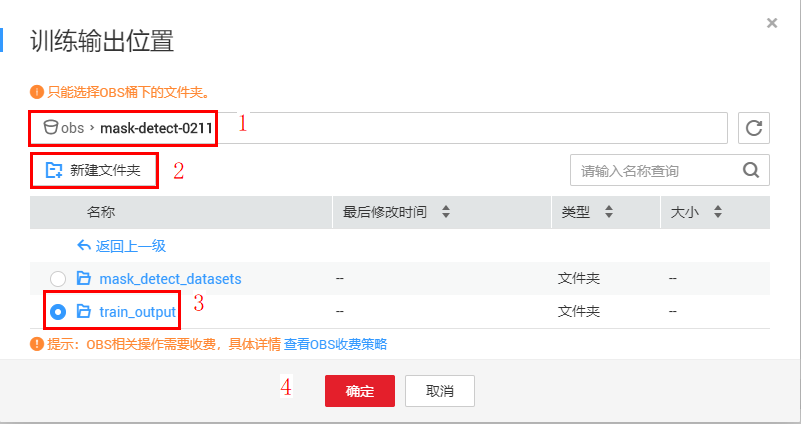 训练输出位置
只能选择OBS桶下的文件夹。
obs > mask-detect-0211 1
新建文件夹 2 请输入名称查询
名称 最后修改时间 类型 大小
返回上一级
mask_detect_datasets -- 文件夹 --
train_output 3 -- 文件夹 --
提示：OBS相关操作需要收费，具体详情 查看OBS收费策略
4 确定 取消